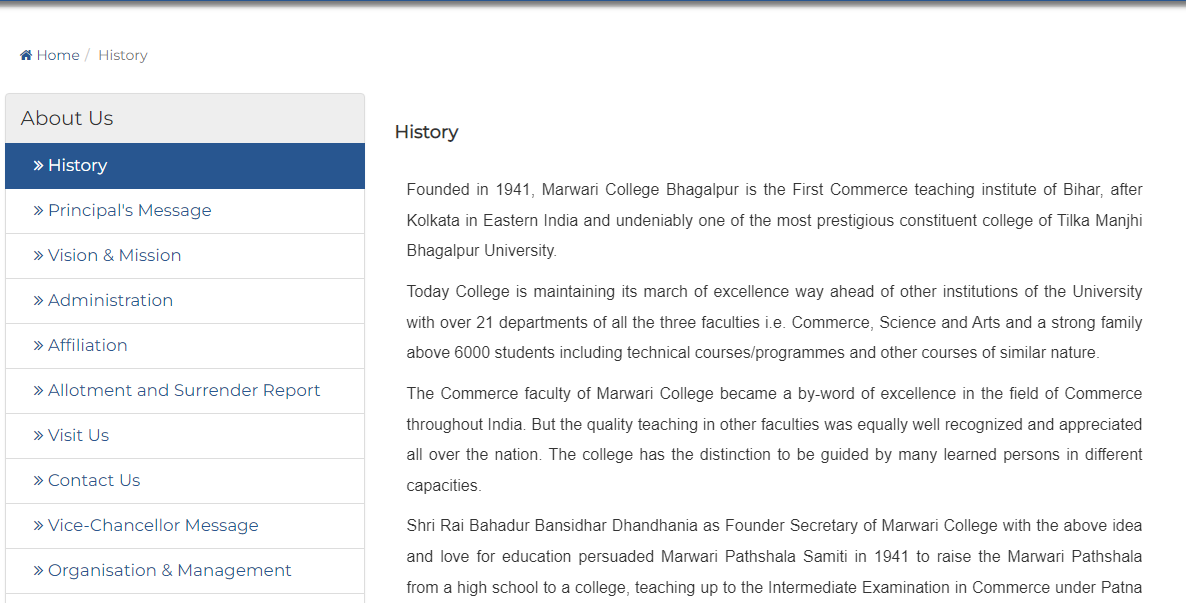 Home / History
About Us
» History
» Principal's Message
» Vision & Mission
» Administration
» Affiliation
» Allotment and Surrender Report
» Visit Us
» Contact Us
» Vice-Chancellor Message
» Organisation & Management
History
Founded in 1941, Marwari College Bhagalpur is the First Commerce teaching institute of Bihar, after
Kolkata in Eastern India and undeniably one of the most prestigious constituent college of Tilka Manjhi
Bhagalpur University.
Today College is maintaining its march of excellence way ahead of other institutions of the University
with over 21 departments of all the three faculties i.e. Commerce, Science and Arts and a strong family
above 6000 students including technical courses/programmes and other courses of similar nature.
The Commerce faculty of Marwari College became a by-word of excellence in the field of Commerce
throughout India. But the quality teaching in other faculties was equally well recognized and appreciated
all over the nation. The college has the distinction to be guided by many learned persons in different
capacities.
Shri Rai Bahadur Bansidhar Dhandhania as Founder Secretary of Marwari College with the above idea
and love for education persuaded Marwari Pathshala Samiti in 1941 to raise the Marwari Pathshala
from a high school to a college, teaching up to the Intermediate Examination in Commerce under Patna